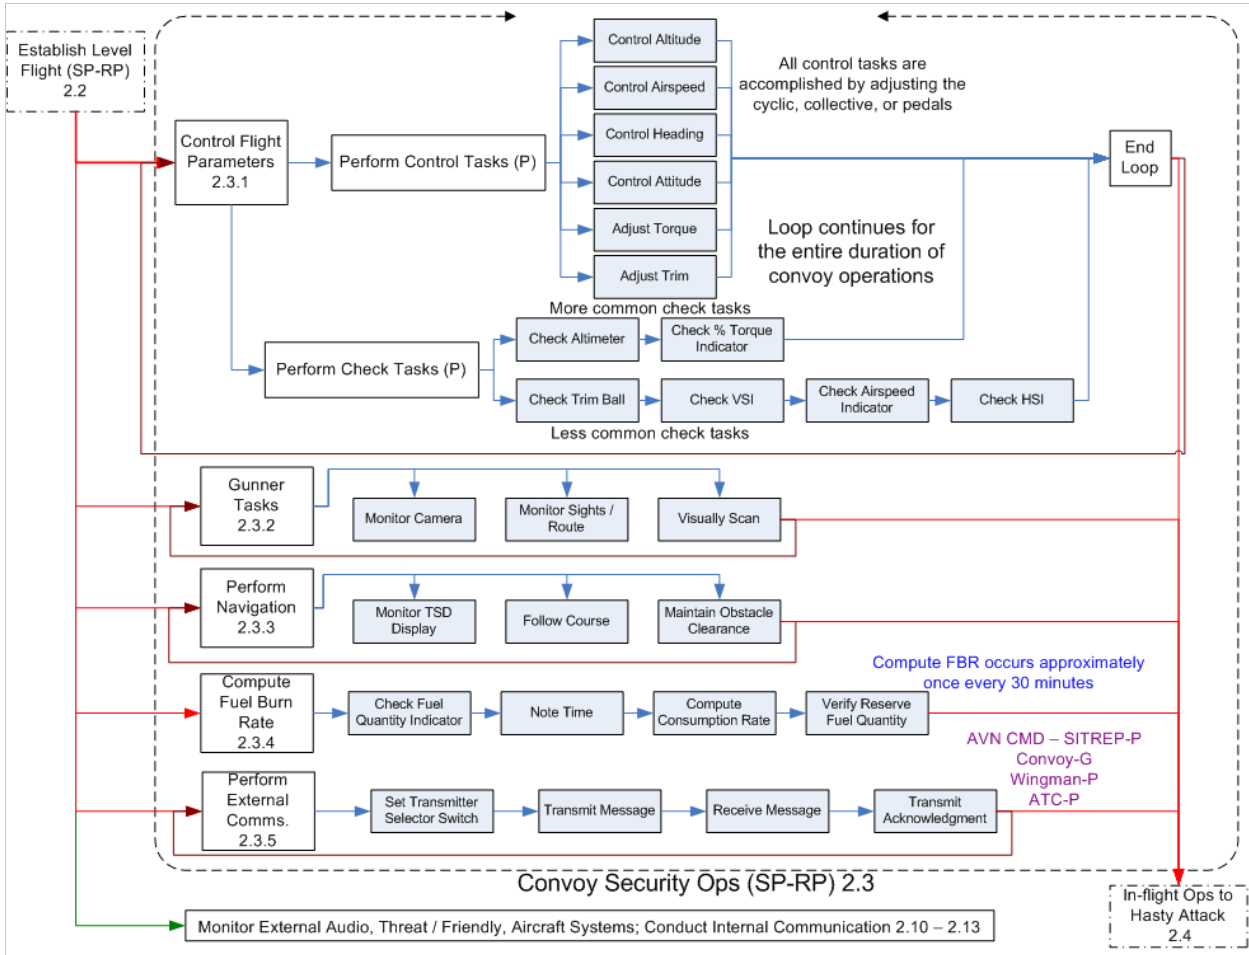 Establish Level
Flight (SP-RP)
2.2
Control Altitude
Control Airspeed
Control Heading
Control Attitude
Adjust Torque
Adjust Trim
All control tasks are
accomplished by adjusting the
cyclic, collective, or pedals
Control Flight
Parameters
2.3.1
Perform Control Tasks (P)
End
Loop
Loop continues for
the entire duration of
convoy operations
More common check tasks
Check Altimeter
Check % Torque
Indicator
Perform Check Tasks (P)
Check Trim Ball
Check VSI
Check Airspeed
Indicator
Check HSI
Less common check tasks
Gunner
Tasks
2.3.2
Monitor Camera
Monitor Sights /
Route
Visually Scan
Perform
Navigation
2.3.3
Monitor TSD
Display
Follow Course
Maintain Obstacle
Clearance
Compute FBR occurs approximately
once every 30 minutes
Compute
Fuel Burn
Rate
2.3.4
Check Fuel
Quantity Indicator
Note Time
Compute
Consumption Rate
Verify Reserve
Fuel Quantity
AVN CMD – SITREP-P
Convoy-G
Wingman-P
ATC-P
Perform
External
Comms.
2.3.5
Set Transmitter
Selector Switch
Transmit Message
Receive Message
Transmit
Acknowledgment
Convoy Security Ops (SP-RP) 2.3
In-flight Ops to
Hasty Attack
2.4
Monitor External Audio, Threat / Friendly, Aircraft Systems; Conduct Internal Communication 2.10 – 2.13